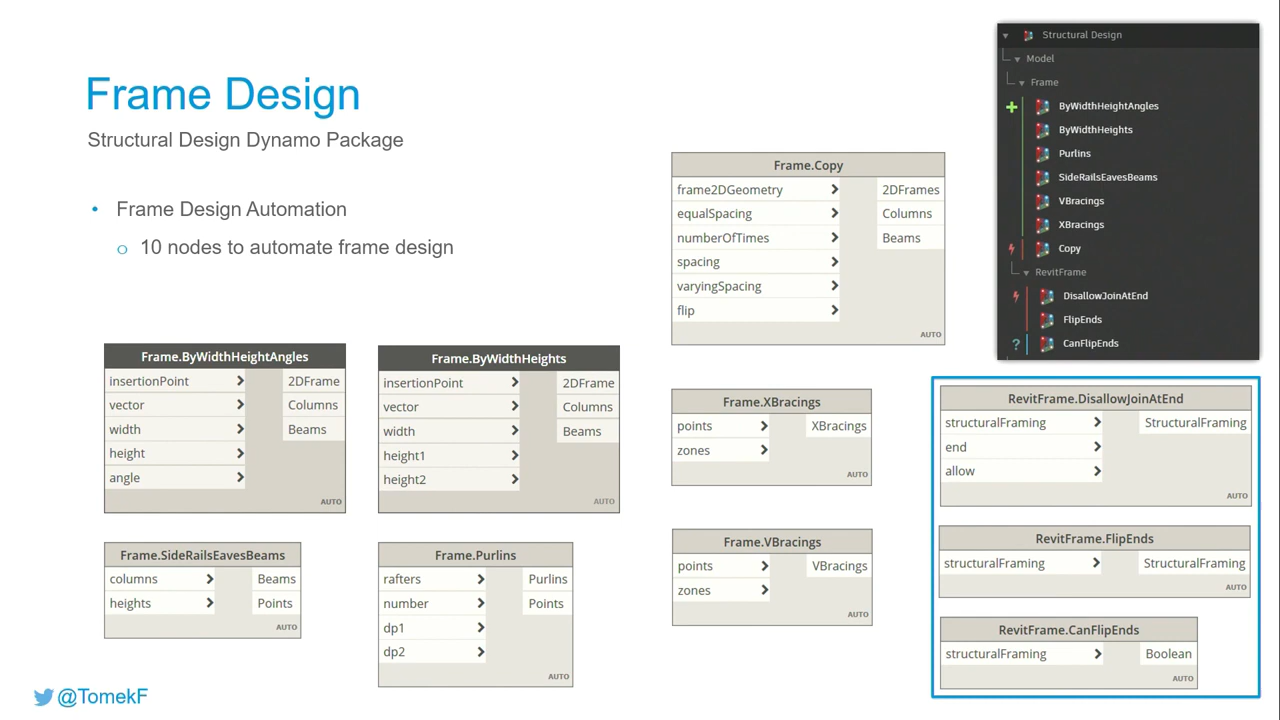 Frame Design
Structural Design Dynamo Package
• Frame Design Automation
o 10 nodes to automate frame design
Structural Design
Model
Frame
ByWidthHeightAngles
ByWidthHeights
Purlins
SideRailsEavesBeams
VBracings
XBracings
Copy
RevitFrame
DisallowJoinAtEnd
FlipEnds
CanFlipEnds
Frame.Copy
frame2DGeometry 2DFrames
equalSpacing Columns
numberOfTimes Beams
spacing
varyingSpacing
flip
AUTO
Frame.ByWidthHeightAngles
insertionPoint 2DFrame
vector Columns
width Beams
height
angle
AUTO
Frame.ByWidthHeights
insertionPoint 2DFrame
vector Columns
width Beams
height1
height2
AUTO
Frame.XBracings
points XBracings
zones
AUTO
RevitFrame.DisallowJoinAtEnd
structuralFraming StructuralFraming
end
allow
AUTO
Frame.SideRailsEavesBeams
columns Beams
heights Points
AUTO
Frame.Purlins
rafters Purlins
number Points
dp1
dp2
AUTO
Frame.VBracings
points VBracings
zones
AUTO
RevitFrame.FlipEnds
structuralFraming StructuralFraming
AUTO
RevitFrame.CanFlipEnds
structuralFraming Boolean
AUTO
@TomekF